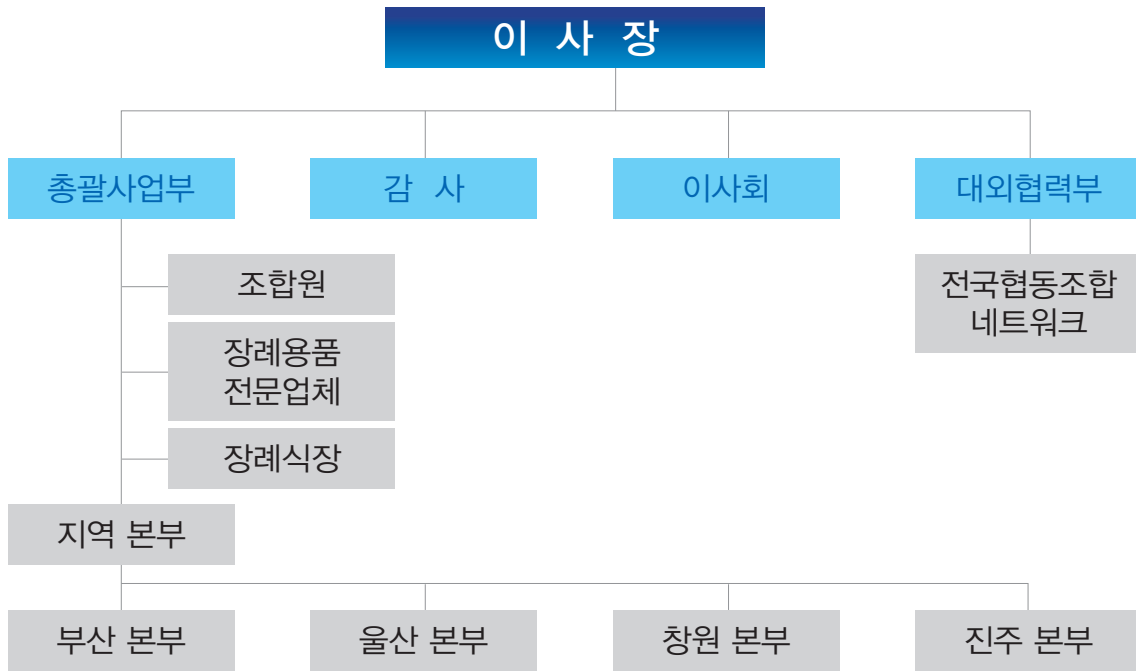 이 사 장
총괄사업부
감 사
이사회
대외협력부
조합원
장례용품
전문업체
장례식장
전국협동조합
네트워크
지역 본부
부산 본부
울산 본부
창원 본부
진주 본부